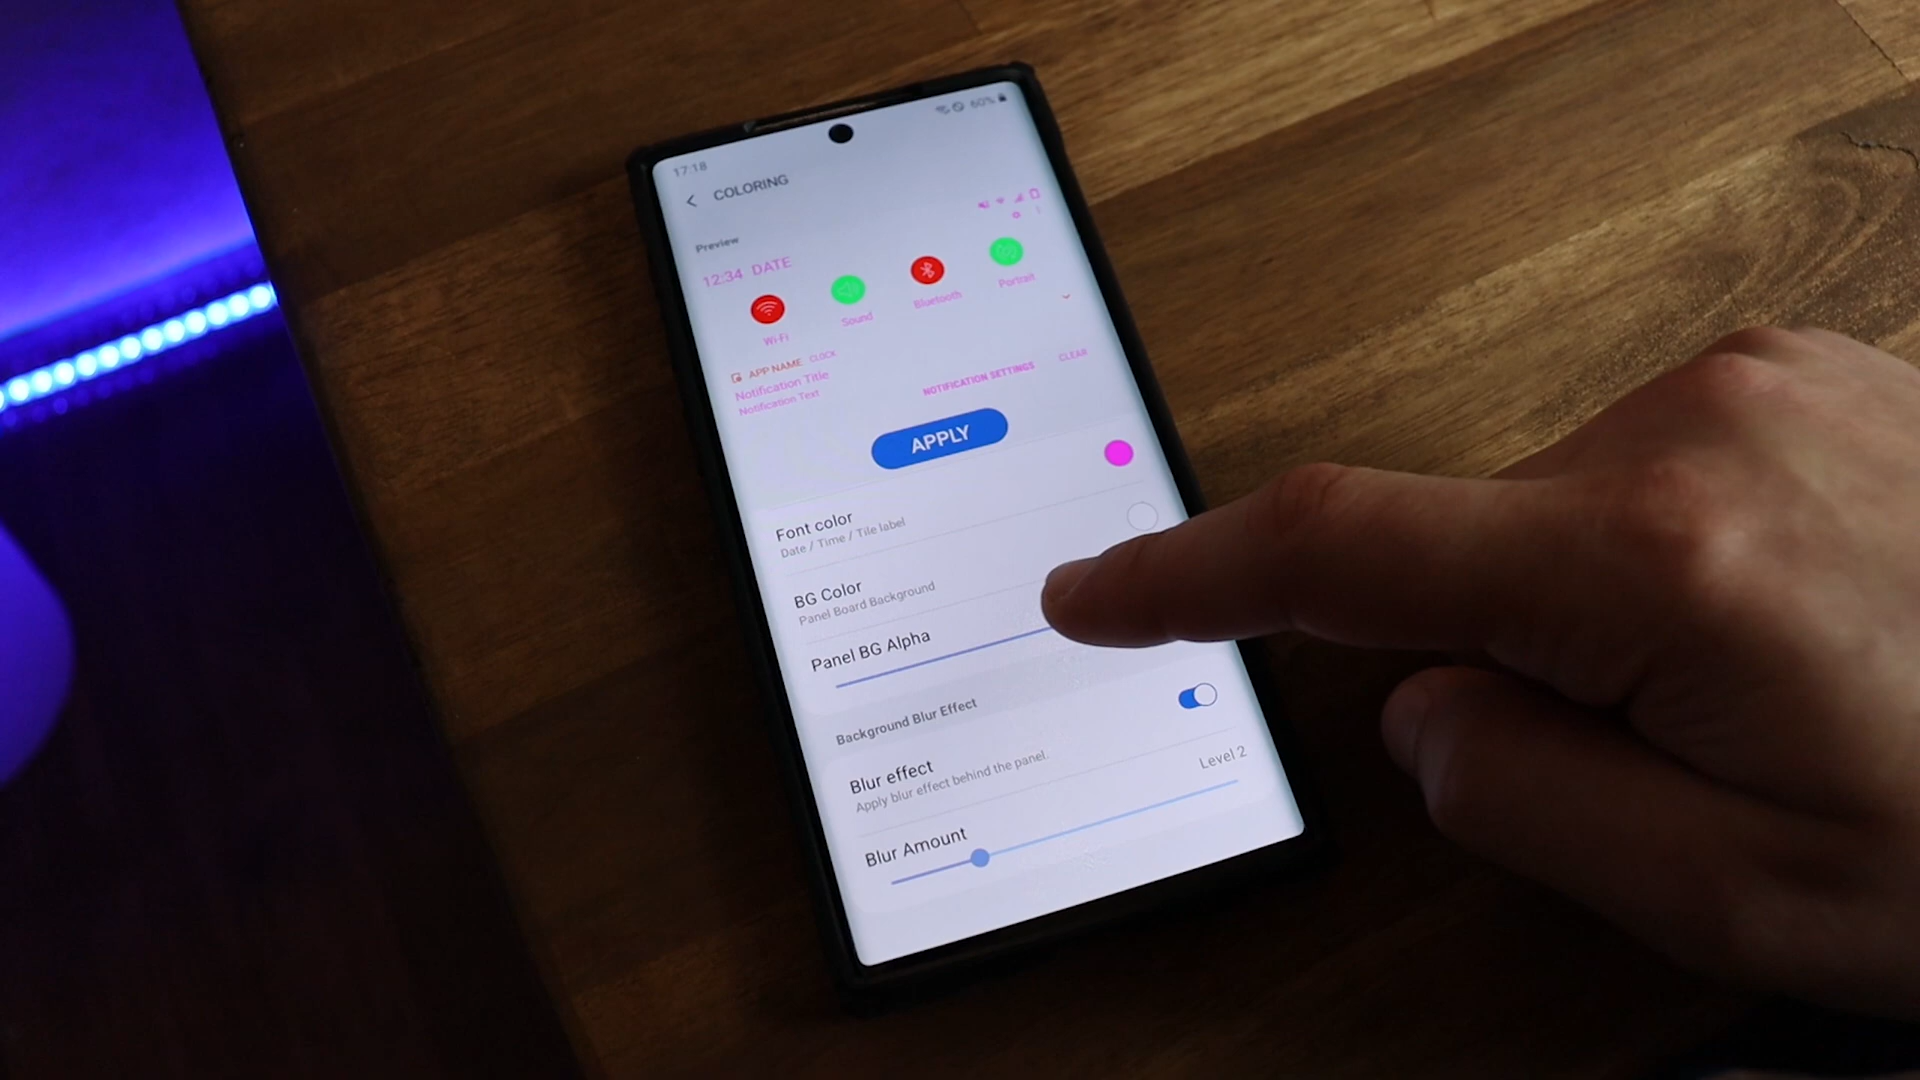 17:18
60%
COLORING
Preview
12:34 DATE
Wi-Fi
Sound
Bluetooth
Portrait
APP NAME CLOCK
Notification Title
Notification Text
NOTIFICATION SETTINGS
CLEAR
APPLY
Font color
Date / Time / Tile label
BG Color
Panel Board Background
Panel BG Alpha
Background Blur Effect
Blur effect
Apply blur effect behind the panel.
Level 2
Blur Amount